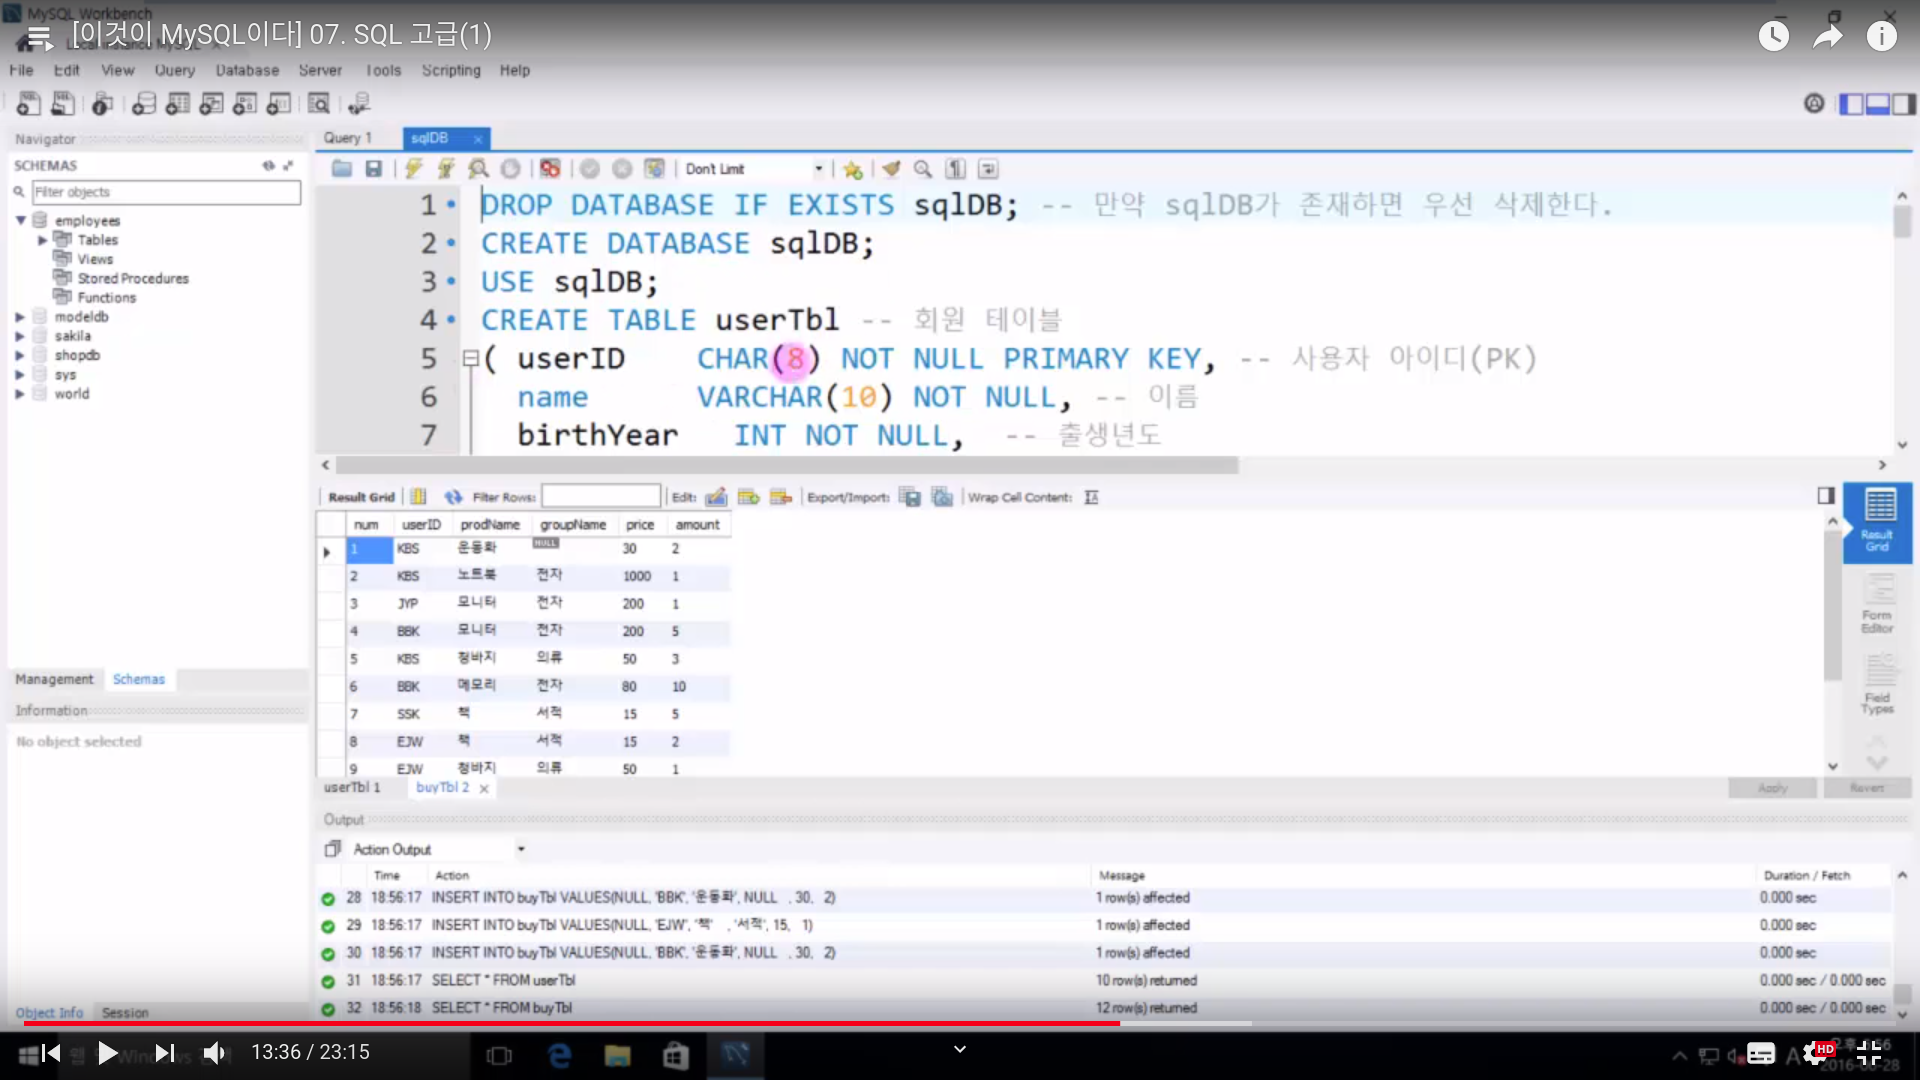 MySQL Workbench
[이것이 MySQL이다] 07. SQL 고급(1)
File Edit View Query Database Server Tools Scripting Help
Navigator
SCHEMAS
Filter objects
employees
Tables
Views
Stored Procedures
Functions
modeldb
sakila
shopdb
sys
world
Management Schemas
Information
No object selected
Object Info Session
Query 1 sqlDB
Don't Limit
1 DROP DATABASE IF EXISTS sqlDB; -- 만약 sqlDB가 존재하면 우선 삭제한다.
2 CREATE DATABASE sqlDB;
3 USE sqlDB;
4 CREATE TABLE userTbl -- 회원 테이블
5 ( userID CHAR(8) NOT NULL PRIMARY KEY, -- 사용자 아이디(PK)
6 name VARCHAR(10) NOT NULL, -- 이름
7 birthYear INT NOT NULL, -- 출생년도
Result Grid Filter Rows: Edit: Export/Import: Wrap Cell Content:
num userID prodName groupName price amount
1 KBS 운동화 NULL 30 2
2 KBS 노트북 전자 1000 1
3 JYP 모니터 전자 200 1
4 BBK 모니터 전자 200 5
5 KBS 청바지 의류 50 3
6 BBK 메모리 전자 80 10
7 SSK 책 서적 15 5
8 EJW 책 서적 15 2
9 EJW 청바지 의류 50 1
Result Grid
Form Editor
Field Types
userTbl 1 buyTbl 2
Apply Revert
Output
Action Output
Time Action Message Duration / Fetch
28 18:56:17 INSERT INTO buyTbl VALUES(NULL, 'BBK', '운동화', NULL , 30, 2) 1 row(s) affected 0.000 sec
29 18:56:17 INSERT INTO buyTbl VALUES(NULL, 'EJW', '책' , '서적', 15, 1) 1 row(s) affected 0.000 sec
30 18:56:17 INSERT INTO buyTbl VALUES(NULL, 'BBK', '운동화', NULL , 30, 2) 1 row(s) affected 0.000 sec
31 18:56:17 SELECT * FROM userTbl 10 row(s) returned 0.000 sec / 0.000 sec
32 18:56:18 SELECT * FROM buyTbl 12 row(s) returned 0.000 sec / 0.000 sec
13:36 / 23:15
HD